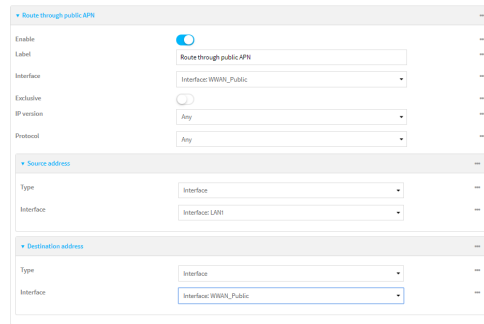 Route through public APN
Enable
Label Route through public APN
Interface Interface: WWAN_Public
Exclusive
IP version Any
Protocol Any
Source address
Type Interface
Interface Interface: LAN1
Destination address
Type Interface
Interface Interface: WWAN_Public